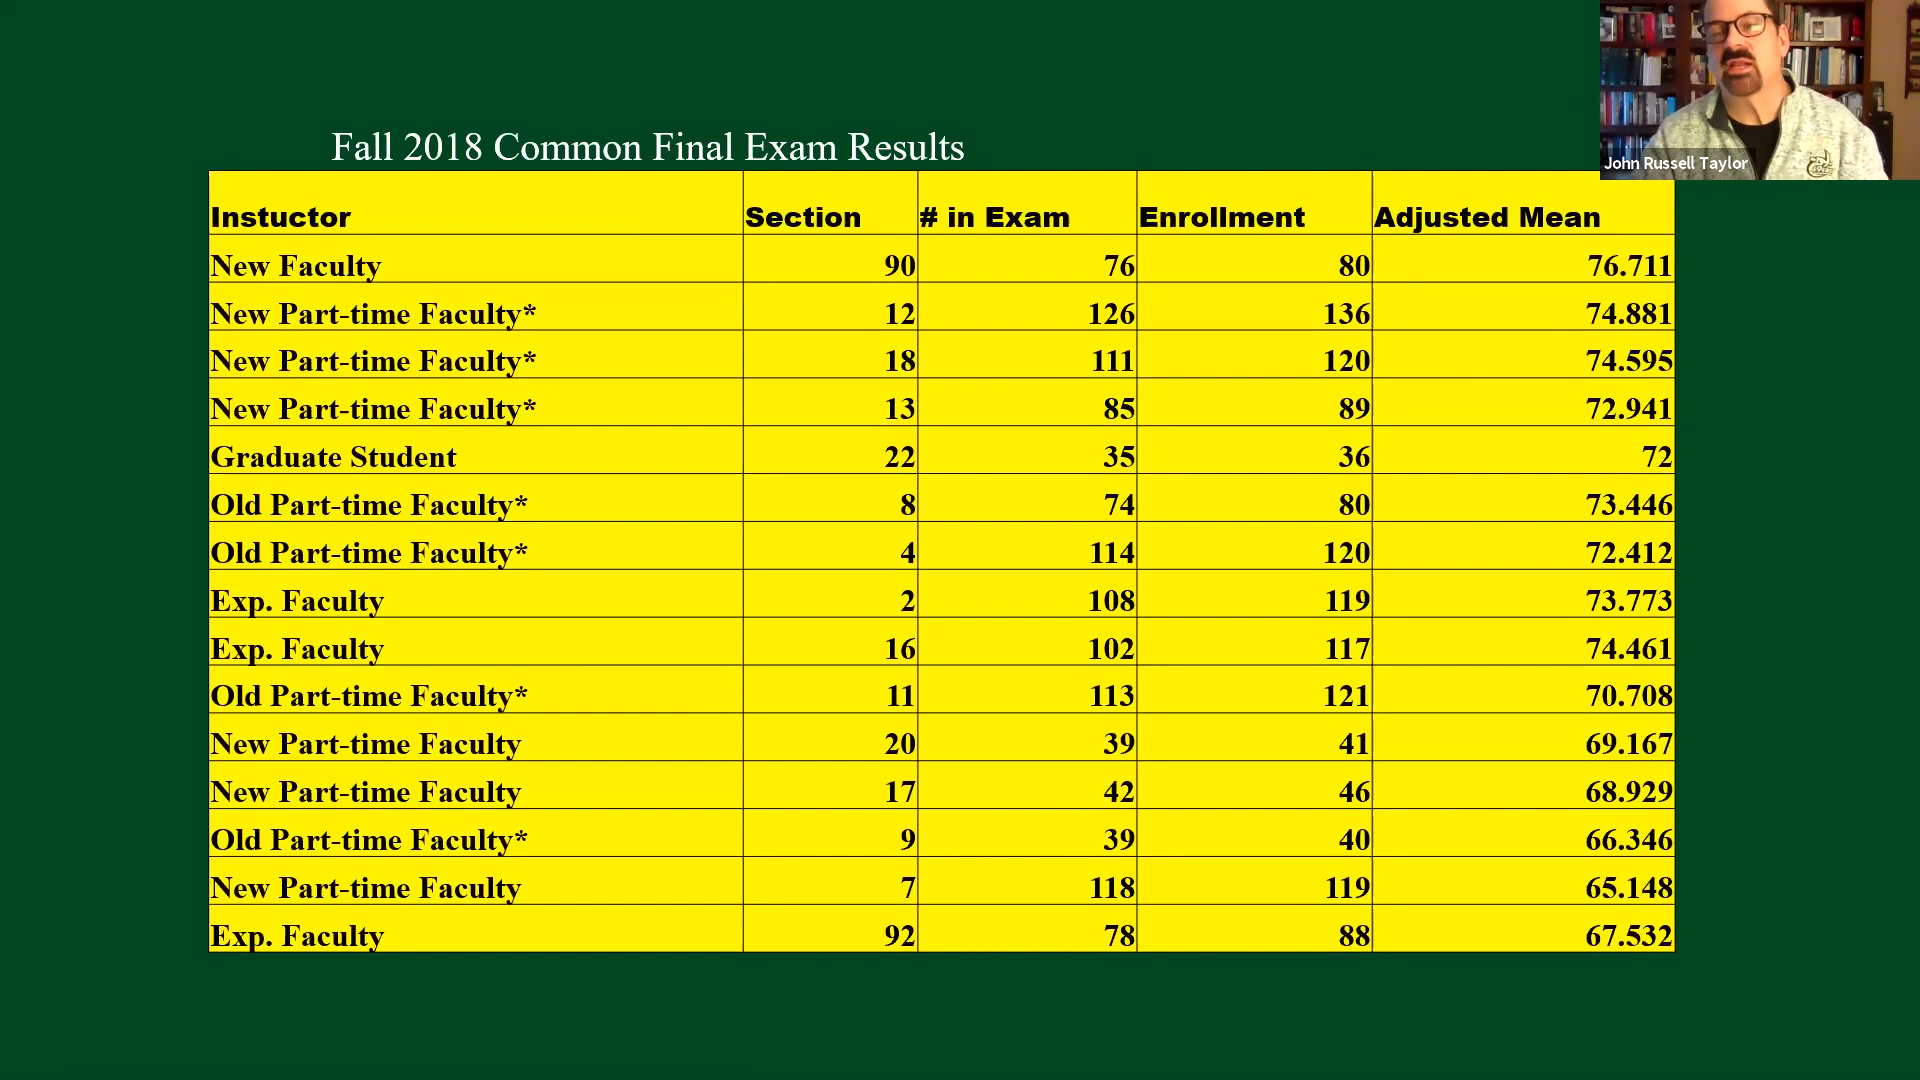 John Russell Taylor
Fall 2018 Common Final Exam Results
Instuctor Section # in Exam Enrollment Adjusted Mean
New Faculty 90 76 80 76.711
New Part-time Faculty* 12 126 136 74.881
New Part-time Faculty* 18 111 120 74.595
New Part-time Faculty* 13 85 89 72.941
Graduate Student 22 35 36 72
Old Part-time Faculty* 8 74 80 73.446
Old Part-time Faculty* 4 114 120 72.412
Exp. Faculty 2 108 119 73.773
Exp. Faculty 16 102 117 74.461
Old Part-time Faculty* 11 113 121 70.708
New Part-time Faculty 20 39 41 69.167
New Part-time Faculty 17 42 46 68.929
Old Part-time Faculty* 9 39 40 66.346
New Part-time Faculty 7 118 119 65.148
Exp. Faculty 92 78 88 67.532